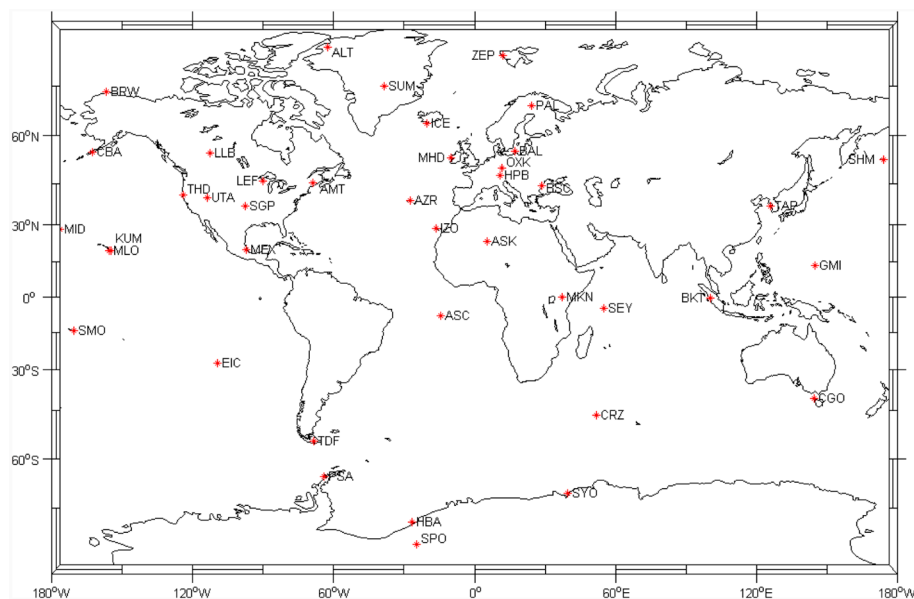 ALT
ZEP
SUM
BRW
PAL
ICE
60°N
CBA
LLB
MHD
BAL
OXK
SHM
HPB
LEF
AMT
BSC
THD
UTA
SGP
AZR
TAP
30°N
MID
IZO
KUM
MLO
MEX
ASK
GMI
0°
MKN
BKT
SEY
ASC
SMO
30°S
EIC
CGO
CRZ
TDF
60°S
PSA
SYO
HBA
SPO
180°W 120°W 60°W 0° 60°E 120°E 180°W